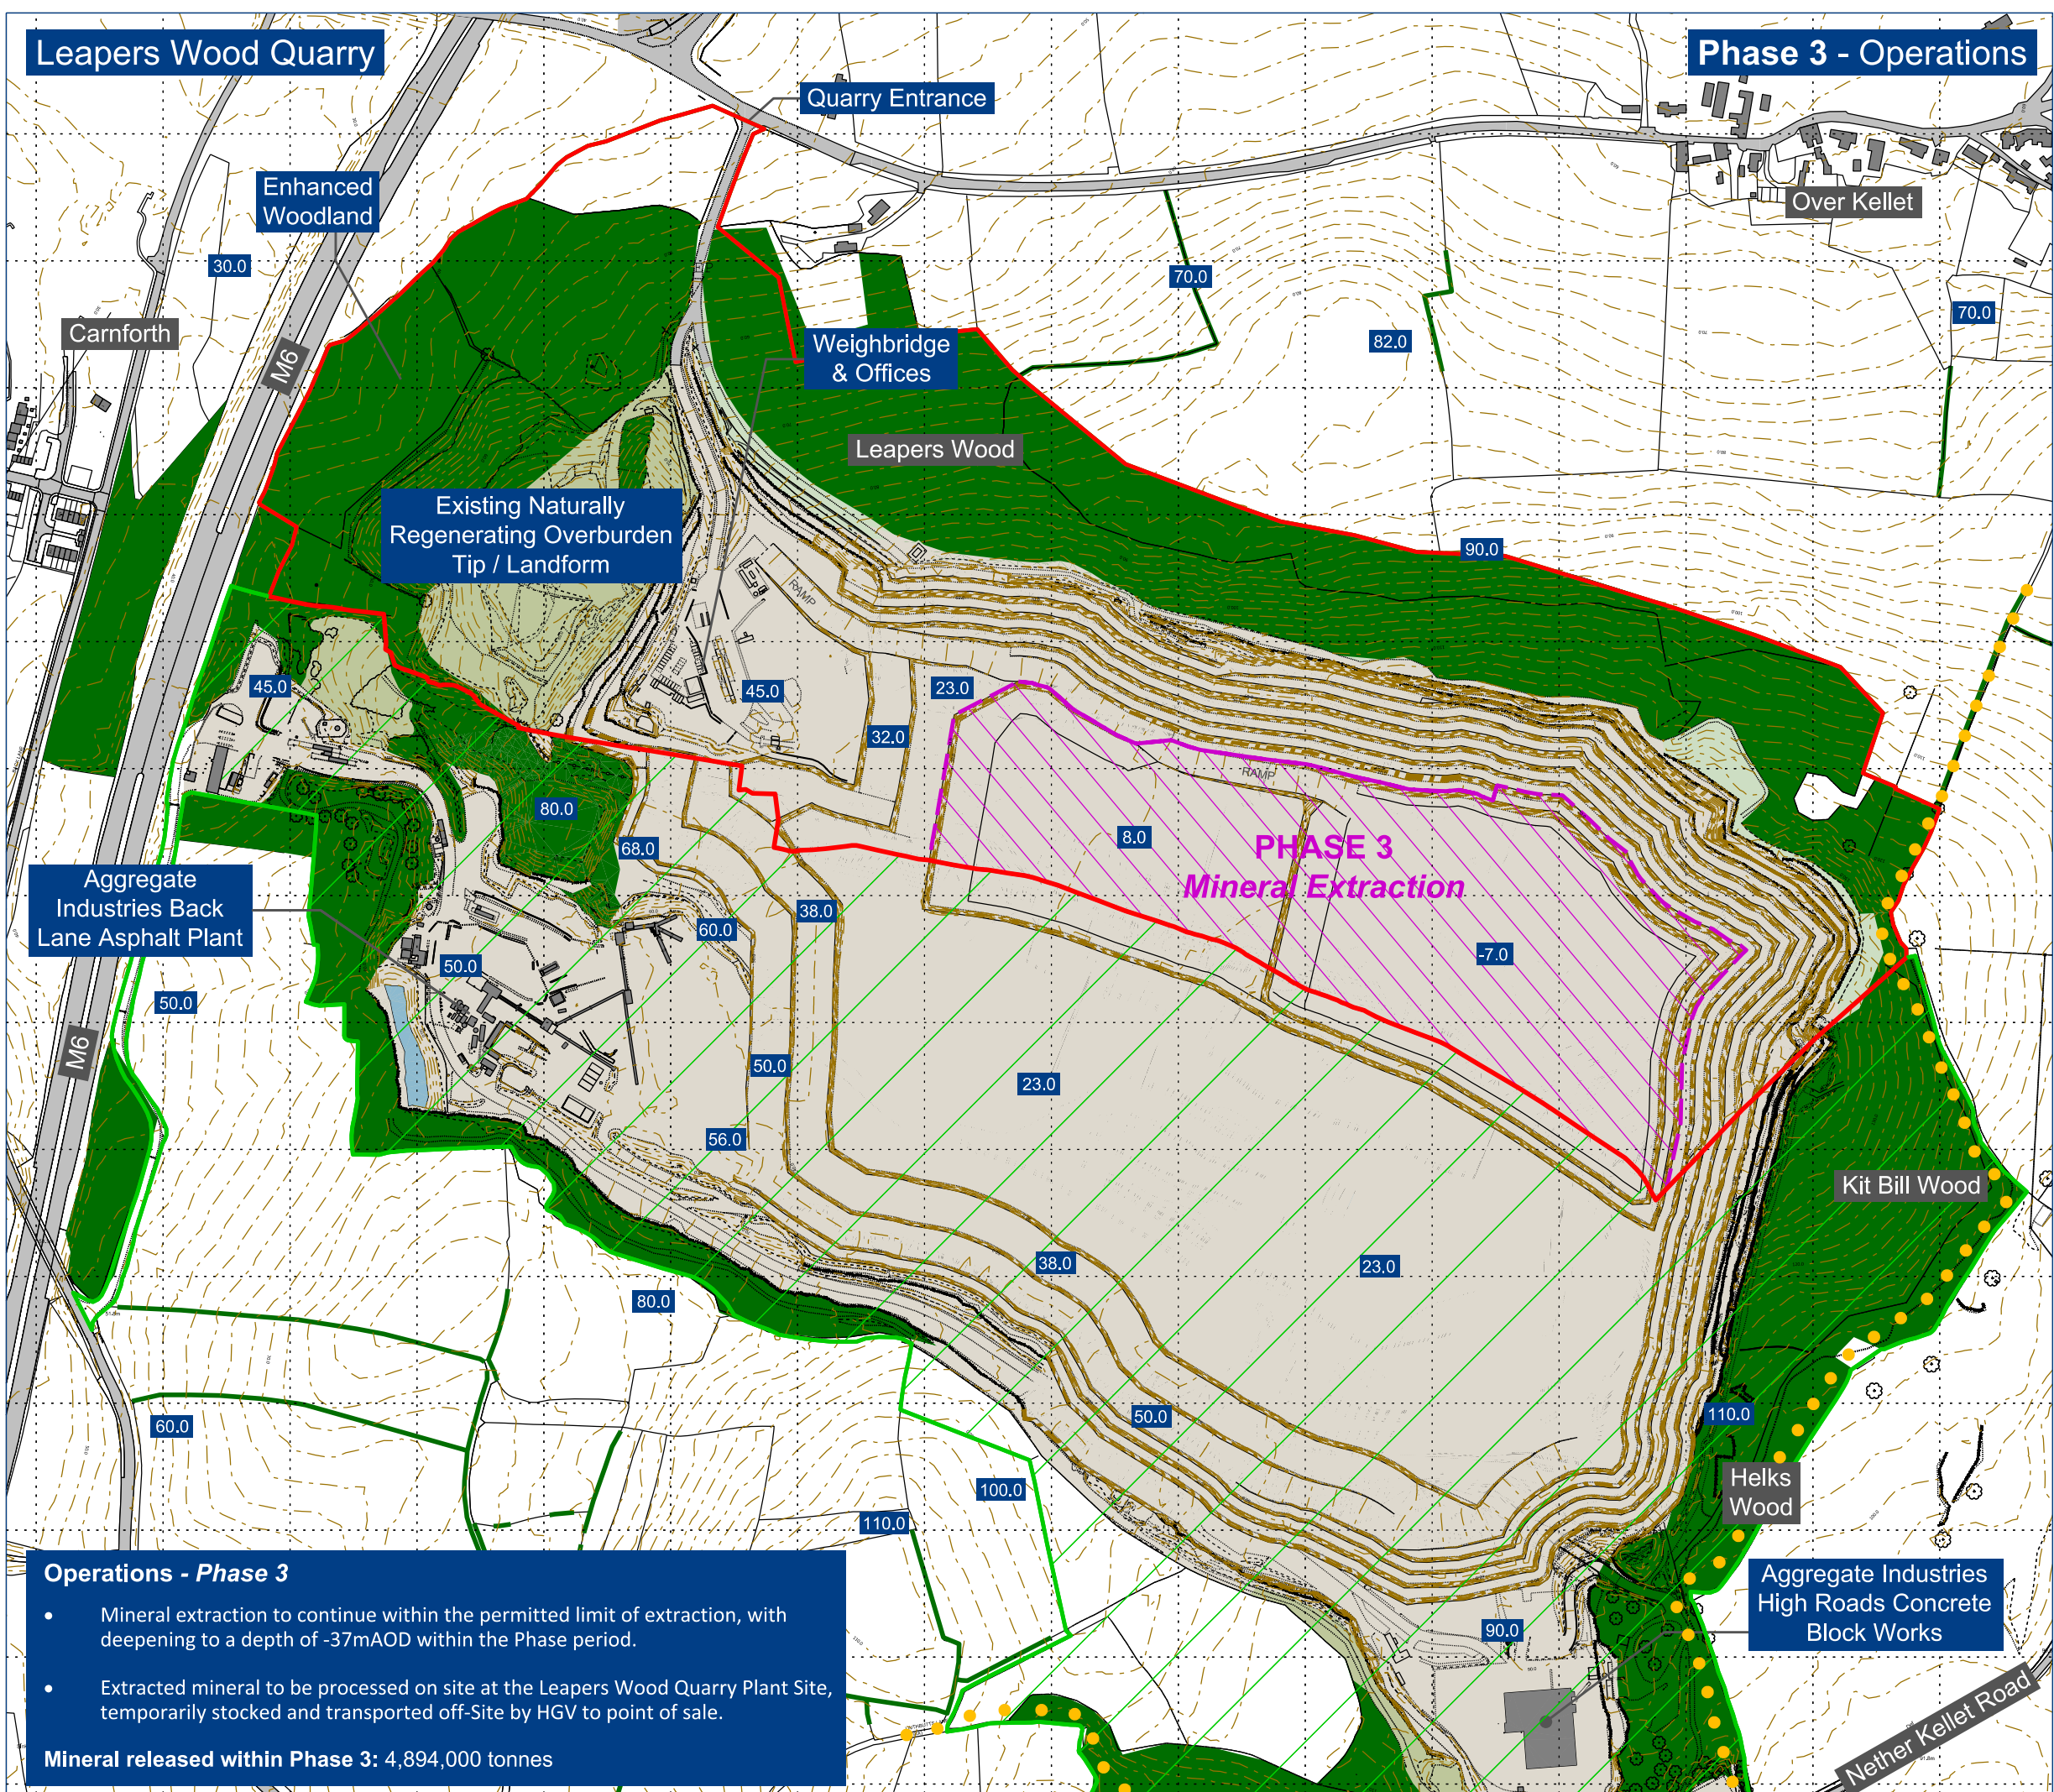 Leapers Wood Quarry
Phase 3 - Operations
Quarry Entrance
Enhanced
Woodland
Over Kellet
30.0
70.0
70.0
Carnforth
82.0
M6
Weighbridge
& Offices
Leapers Wood
Existing Naturally
Regenerating Overburden
Tip / Landform
90.0
RAMP
45.0
45.0
23.0
32.0
RAMP
80.0
8.0
68.0
PHASE 3
Mineral Extraction
Aggregate
Industries Back
Lane Asphalt Plant
38.0
60.0
50.0
-7.0
50.0
M6
50.0
23.0
56.0
Kit Bill Wood
38.0
23.0
80.0
60.0
50.0
110.0
100.0
Helks
Wood
110.0
Aggregate Industries
High Roads Concrete
Block Works
90.0
Nether Kellet Road
Operations - Phase 3
• Mineral extraction to continue within the permitted limit of extraction, with
deepening to a depth of -37mAOD within the Phase period.
• Extracted mineral to be processed on site at the Leapers Wood Quarry Plant Site,
temporarily stocked and transported off-Site by HGV to point of sale.
Mineral released within Phase 3: 4,894,000 tonnes